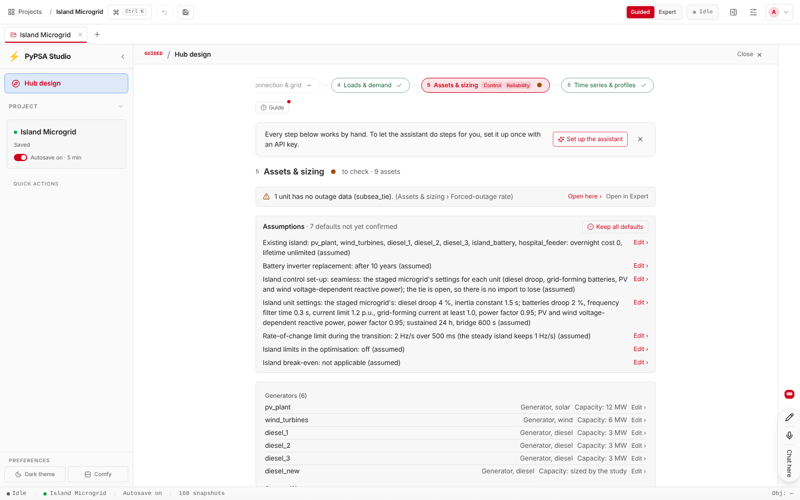 Projects / Island Microgrid ⌘ Ctrl K
Guided Expert Idle A
Island Microgrid × +
PyPSA Studio
GUIDED / Hub design
Close ×
Hub design
PROJECT
Island Microgrid
Saved
Autosave on · 5 min
QUICK ACTIONS
nnection & grid —
4 Loads & demand ✓
5 Assets & sizing Control Reliability
6 Time series & profiles ✓
Guide
Every step below works by hand. To let the assistant do steps for you, set it up once with
an API key.
Set up the assistant ×
5 Assets & sizing to check · 9 assets
1 unit has no outage data (subsea_tie). (Assets & sizing › Forced-outage rate)
Open here › Open in Expert
Assumptions · 7 defaults not yet confirmed
Keep all defaults
Existing island: pv_plant, wind_turbines, diesel_1, diesel_2, diesel_3, island_battery, hospital_feeder: overnight cost 0,
lifetime unlimited (assumed)
Edit ›
Battery inverter replacement: after 10 years (assumed)
Edit ›
Island control set-up: seamless: the staged microgrid's settings for each unit (diesel droop, grid-forming batteries, PV
and wind voltage-dependent reactive power); the tie is open, so there is no import to lose (assumed)
Edit ›
Island unit settings: the staged microgrid's: diesel droop 4 %, inertia constant 1.5 s; batteries droop 2 %, frequency
filter time 0.3 s, current limit 1.2 p.u., grid-forming current at least 1.0, power factor 0.95; PV and wind voltage-
dependent reactive power, power factor 0.95; sustained 24 h, bridge 600 s (assumed)
Edit ›
Rate-of-change limit during the transition: 2 Hz/s over 500 ms (the steady island keeps 1 Hz/s) (assumed)
Edit ›
Island limits in the optimisation: off (assumed)
Edit ›
Island break-even: not applicable (assumed)
Edit ›
Generators (6)
pv_plant Generator, solar Capacity: 12 MW Edit ›
wind_turbines Generator, wind Capacity: 6 MW Edit ›
diesel_1 Generator, diesel Capacity: 3 MW Edit ›
diesel_2 Generator, diesel Capacity: 3 MW Edit ›
diesel_3 Generator, diesel Capacity: 3 MW Edit ›
diesel_new Generator, diesel Capacity: sized by the study Edit ›
Chat here
PREFERENCES
Dark theme Comfy
Idle Island Microgrid Autosave on 168 snapshots Obj: —